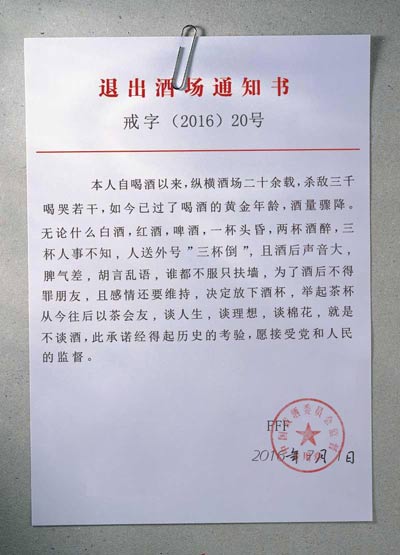 退出酒场通知书
戒字（2016）20号
本人自喝酒以来，纵横酒场二十余载，杀敌三千
喝哭若干，如今已过了喝酒的黄金年龄，酒量骤降。
无论什么白酒，红酒，啤酒，一杯头昏，两杯酒醉，三
杯人事不知，人送外号"三杯倒"，且酒后声音大，
脾气差，胡言乱语，谁都不服只扶墙，为了酒后不得
罪朋友，且感情还要维持，决定放下酒杯，举起茶杯
从今往后以茶会友，谈人生，谈理想，谈棉花，就是
不谈酒，此承诺经得起历史的考验，愿接受党和人民
的监督。
FFF
2016年 月1日